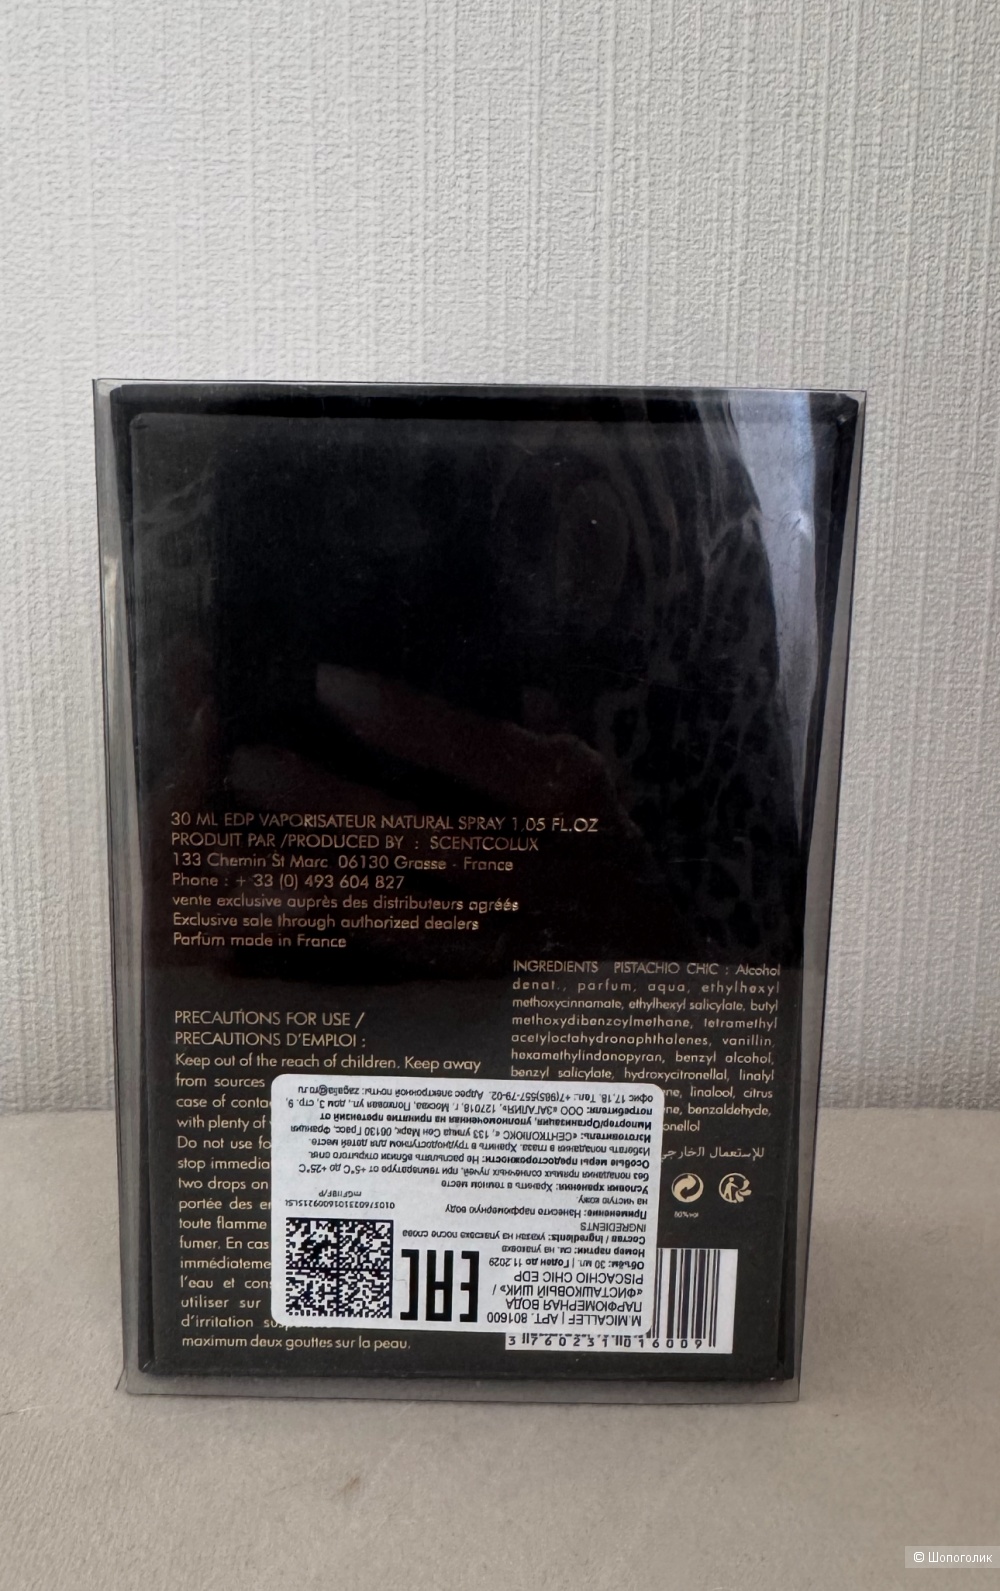 30 ML EDP VAPORISATEUR NATURAL SPRAY 1,05 FL.OZ
PRODUIT PAR /PRODUCED BY : SCENTCOLUX
133 Chemin St Marc 06130 Grasse - France
Phone : + 33 (0) 493 604 827
vente exclusive auprès des distributeurs agréés
Exclusive sale through authorized dealers
Parfum made in France
INGREDIENTS PISTACHIO CHIC : Alcohol
denat., parfum, aqua, ethylhexyl
methoxycinnamate, ethylhexyl salicylate, butyl
methoxydibenzoylmethane, tetramethyl
acetyloctahydronaphthalenes, vanillin,
hexamethylindanopyran, benzyl alcohol,
benzyl salicylate, hydroxycitronellal, linalyl
linalool, citrus
benzaldehyde,
للإستعمال الخارجي
PRECAUTIONS FOR USE /
PRECAUTIONS D'EMPLOI :
Keep out of the reach of children. Keep away
from sources
case of
with plenty of
Do not use
stop
two drops on
portée des
toute flamme
fumer. En cas
l'eau et
utiliser sur
d'irritation
maximum deux gouttes sur la peau.
M.MICALLEF | АРТ. 801600
ПАРФЮМЕРНАЯ ВОДА
«ФИСТАШКОВЫЙ ШИК» /
PISCACHIO CHIC EDP
Объём: 30 мл. | Годен до 11.2029
Номер партии: см. на упаковке
Состав / Ingredients: указан на упаковке после слова
INGREDIENTS
Применение: Нанесите парфюмерную воду
на чистую кожу.
Условия хранения: Хранить в темном месте
без попадания прямых солнечных лучей, при температуре от +5°C до +25°C
Особые меры предосторожности: Не распылять вблизи открытого огня.
Избегать попадания в глаза. Хранить в труднодоступном для детей месте.
Изготовитель: «СЕНТКОЛЮКС », 133 улица Сен Марк, 06130 Грасс, Франция
Импортер/Организация, уполномоченная на принятие претензий от
потребителя: ООО «ЗАГАЛИЯ», 127018, г. Москва, Полковая ул., дом 3, стр. 9,
офис 17, 18. Тел.: +7(965)557-79-02. Адрес электронной почты: zagalia@ro.ru
EAC
3 760231 016009
© Шопоголик